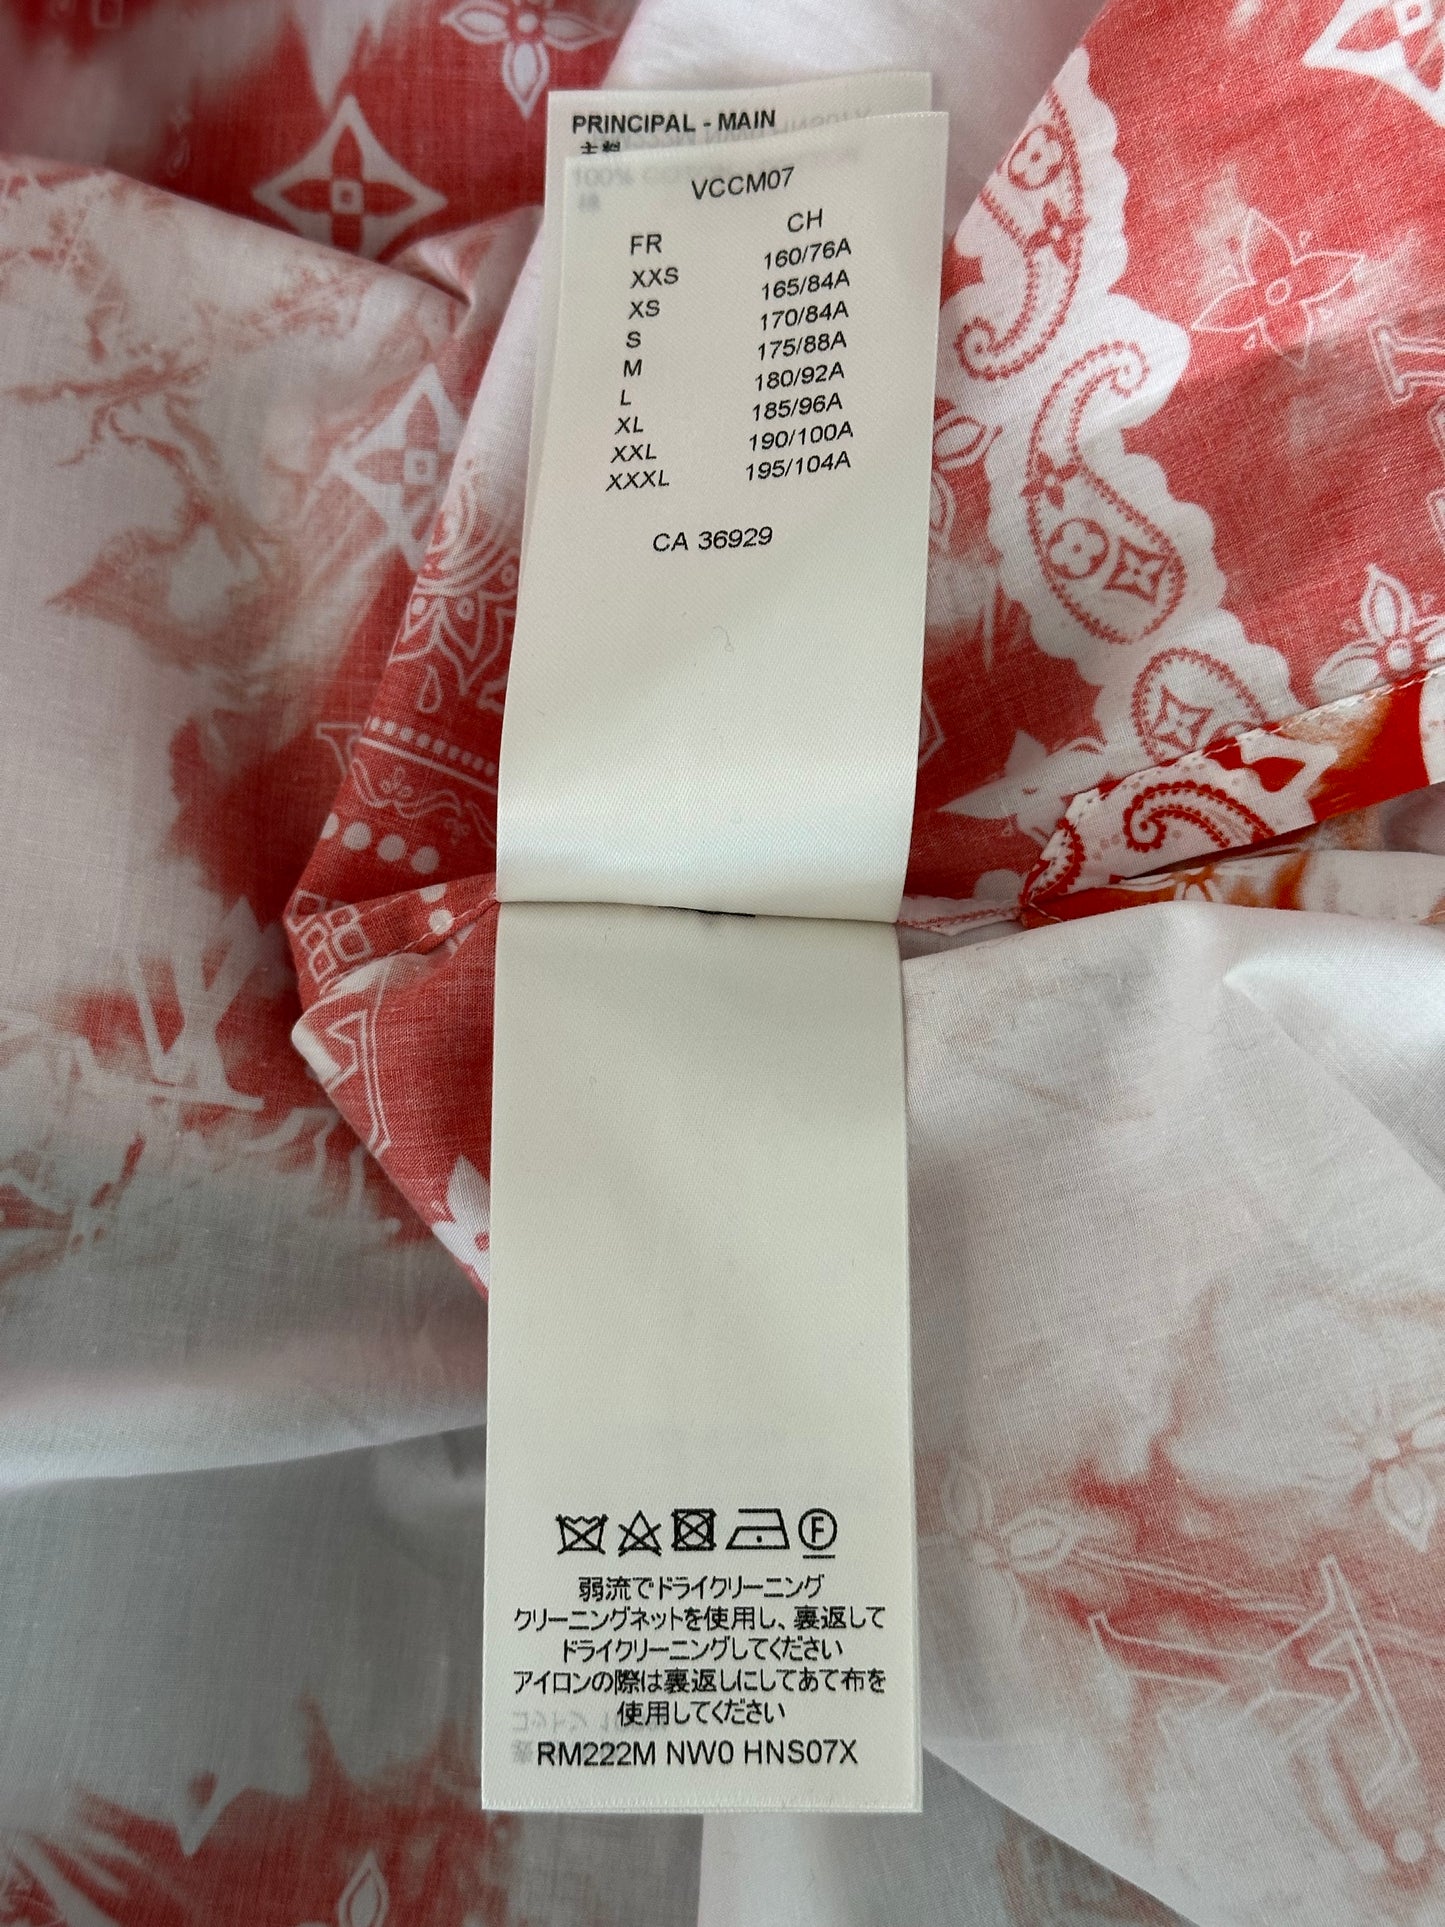 PRINCIPAL - MAIN
主料
100% CO
棉
VCCM07
FR CH
XXS 160/76A
XS 165/84A
S 170/84A
M 175/88A
L 180/92A
XL 185/96A
XXL 190/100A
XXXL 195/104A
CA 36929
F
弱流でドライクリーニング
クリーニングネットを使用し、裏返して
ドライクリーニングしてください
アイロンの際は裏返しにしてあて布を
使用してください
RM222M NW0 HNS07X